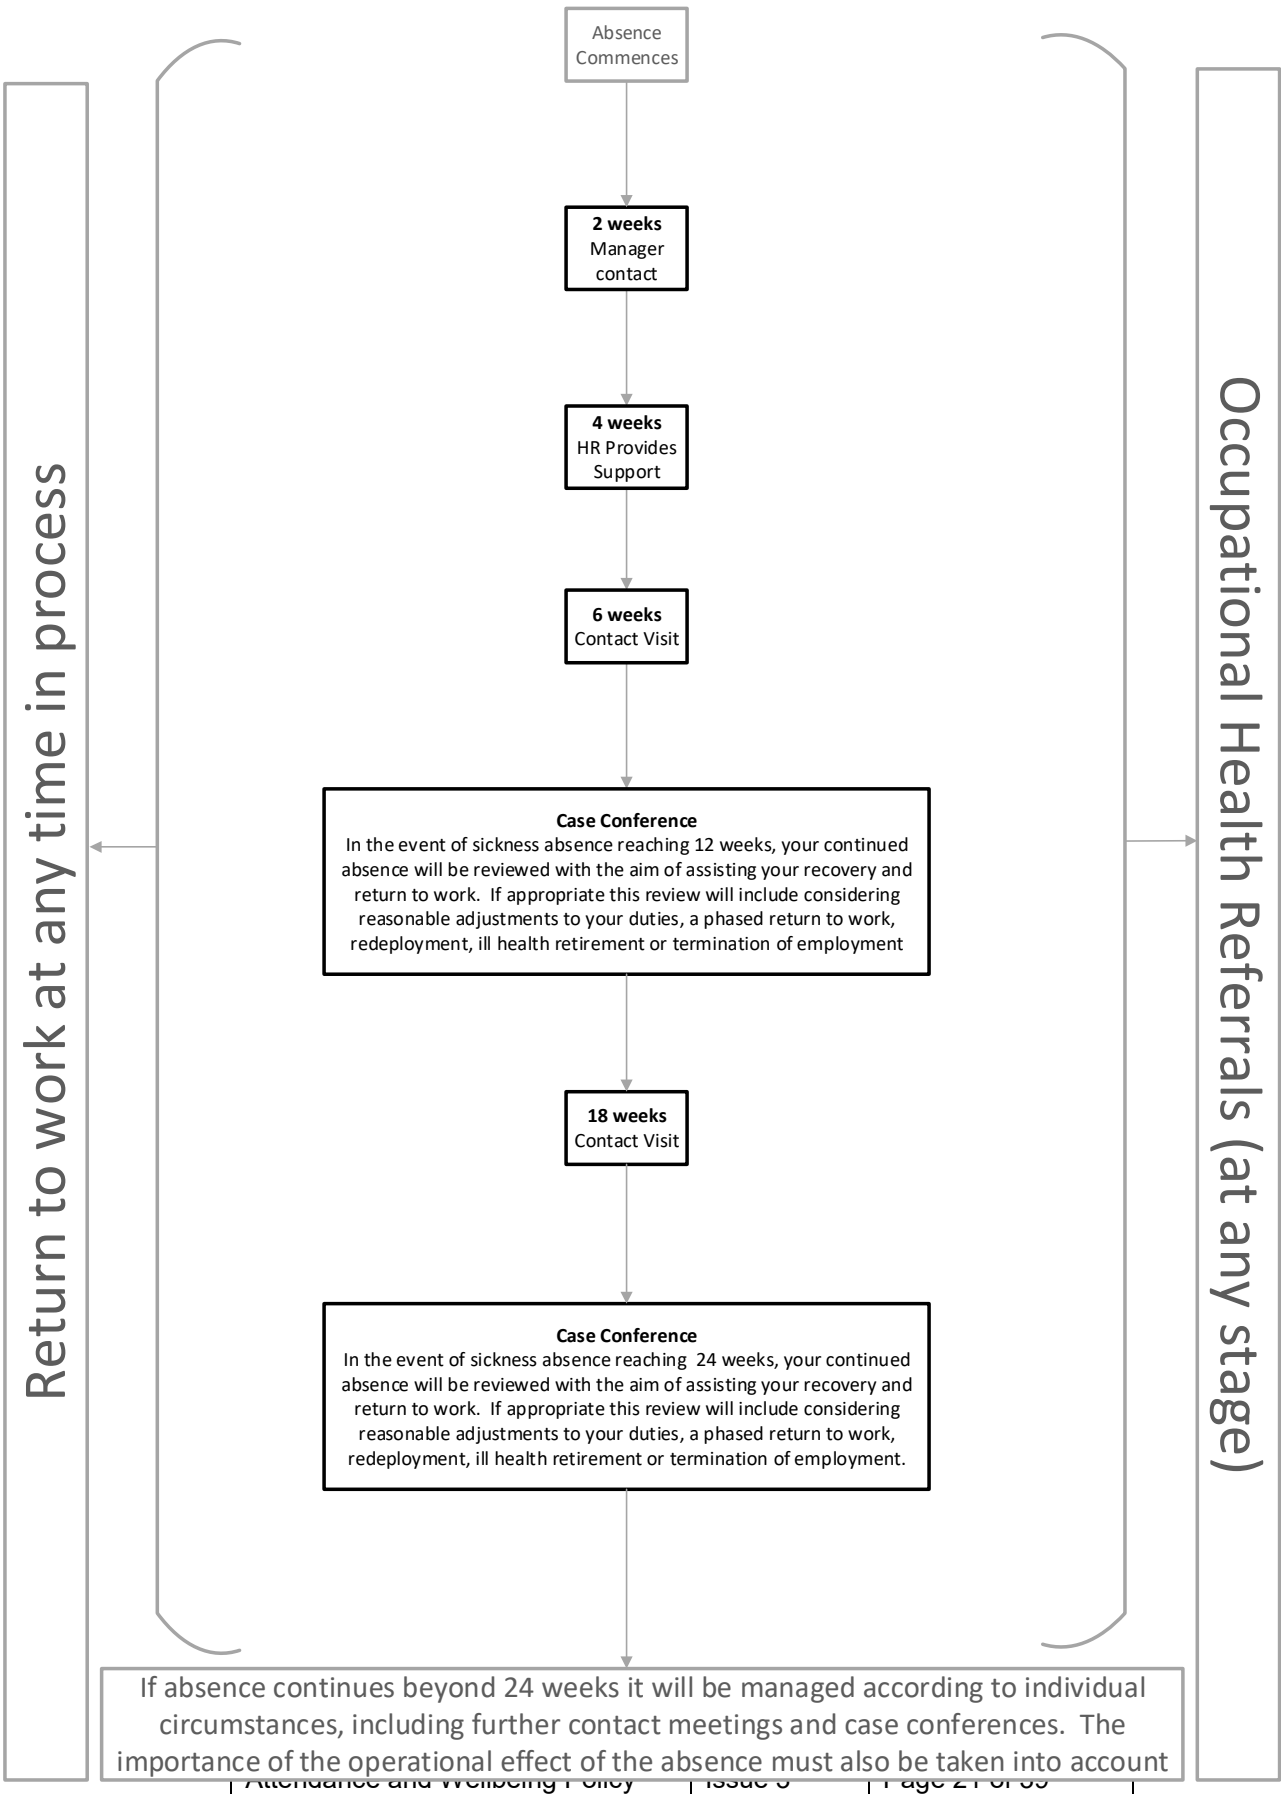 Absence
Commences
2 weeks
Manager
contact
4 weeks
HR Provides
Support
6 weeks
Contact Visit
Case Conference
In the event of sickness absence reaching 12 weeks, your continued
absence will be reviewed with the aim of assisting your recovery and
return to work.  If appropriate this review will include considering
reasonable adjustments to your duties, a phased return to work,
redeployment, ill health retirement or termination of employment
18 weeks
Contact Visit
Case Conference
In the event of sickness absence reaching  24 weeks, your continued
absence will be reviewed with the aim of assisting your recovery and
return to work.  If appropriate this review will include considering
reasonable adjustments to your duties, a phased return to work,
redeployment, ill health retirement or termination of employment.
Return to work at any time in process
Occupational Health Referrals (at any stage)
If absence continues beyond 24 weeks it will be managed according to individual
circumstances, including further contact meetings and case conferences.  The
importance of the operational effect of the absence must also be taken into account
Attendance and Wellbeing Policy
Page 21 of